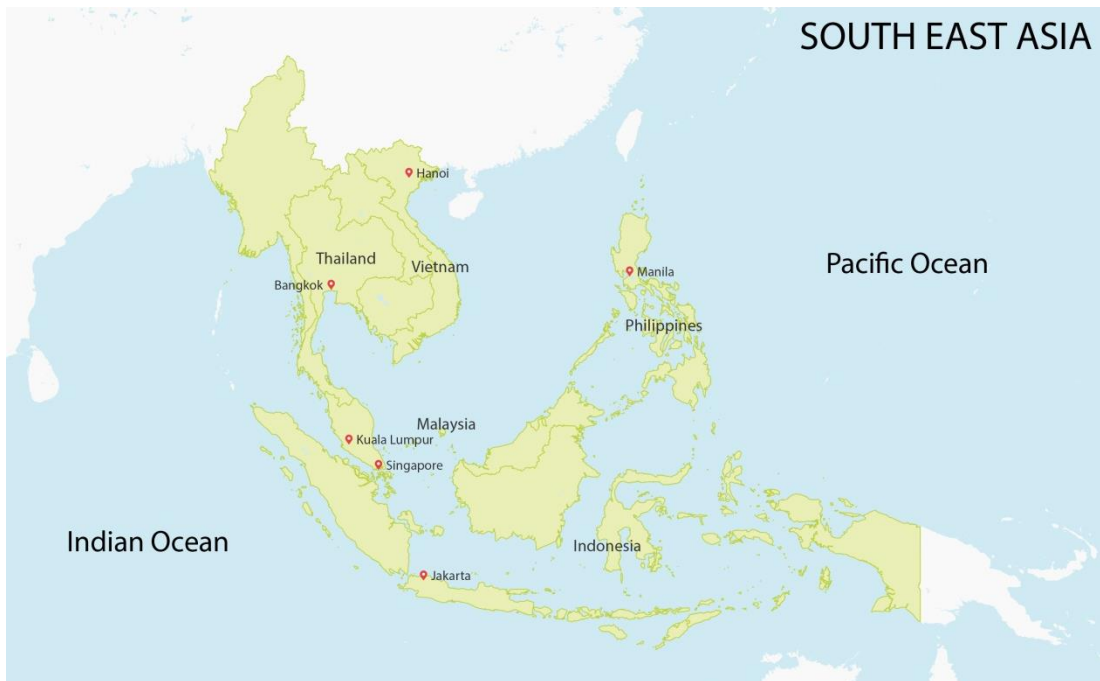 SOUTH EAST ASIA
Hanoi
Thailand
Vietnam
Pacific Ocean
Bangkok
Manila
Philippines
Malaysia
Kuala Lumpur
Singapore
Indian Ocean
Indonesia
Jakarta